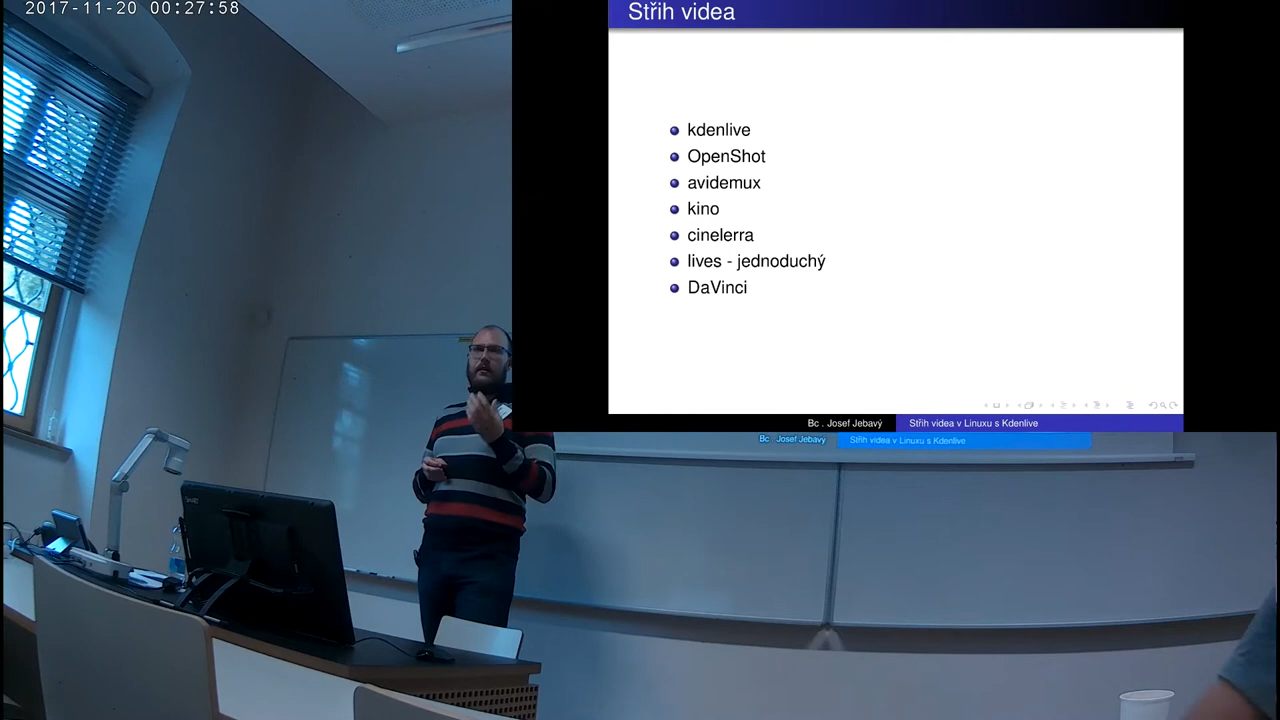 2017-11-20 00:27:58
Střih videa
kdenlive
OpenShot
avidemux
kino
cinelerra
lives - jednoduchý
DaVinci
Bc . Josef Jebavý
Střih videa v Linuxu s Kdenlive
Bc . Josef Jebavý
Střih videa v Linuxu s Kdenlive